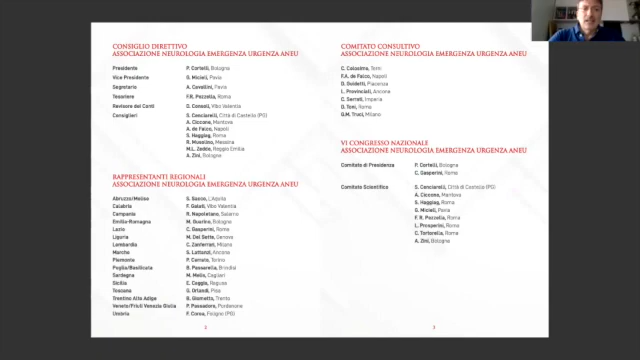 CONSIGLIO DIRETTIVO
ASSOCIAZIONE NEUROLOGIA EMERGENZA URGENZA ANEU
Presidente P. Cortelli, Bologna
Vice Presidente G. Micieli, Pavia
Segretario A. Cavallini, Pavia
Tesoriere F.R. Pezzella, Roma
Revisore dei Conti D. Consoli, Vibo Valentia
Consiglieri S. Cenciarelli, Città di Castello (PG)
A. Ciccone, Mantova
A. de Falco, Napoli
S. Haggiag, Roma
R. Musolino, Messina
M.L. Zedde, Reggio Emilia
A. Zini, Bologna
RAPPRESENTANTI REGIONALI
ASSOCIAZIONE NEUROLOGIA EMERGENZA URGENZA ANEU
Abruzzo/Molise S. Sacco, L'Aquila
Calabria F. Galati, Vibo Valentia
Campania R. Napoletano, Salerno
Emilia-Romagna M. Guarino, Bologna
Lazio C. Gasperini, Roma
Liguria M. Del Sette, Genova
Lombardia C. Zanferrari, Milano
Marche S. Lattanzi, Ancona
Piemonte P. Cerrato, Torino
Puglia/Basilicata B. Passarella, Brindisi
Sardegna M. Melis, Cagliari
Sicilia E. Caggia, Ragusa
Toscana G. Orlandi, Pisa
Trentino Alto Adige B. Giometto, Trento
Veneto/Friuli Venezia Giulia P. Passadore, Pordenone
Umbria F. Corea, Foligno (PG)
2
COMITATO CONSULTIVO
ASSOCIAZIONE NEUROLOGIA EMERGENZA URGENZA ANEU
C. Colosimo, Terni
F.A. de Falco, Napoli
D. Guidetti, Piacenza
L. Provinciali, Ancona
C. Serrati, Imperia
D. Toni, Roma
G.M. Truci, Milano
VI CONGRESSO NAZIONALE
ASSOCIAZIONE NEUROLOGIA EMERGENZA URGENZA ANEU
Comitato di Presidenza P. Cortelli, Bologna
C. Gasperini, Roma
Comitato Scientifico S. Cenciarelli, Città di Castello (PG)
A. Ciccone, Mantova
S. Haggiag, Roma
G. Micieli, Pavia
F. R. Pezzella, Roma
L. Prosperini, Roma
C. Tortorella, Roma
A. Zini, Bologna
3